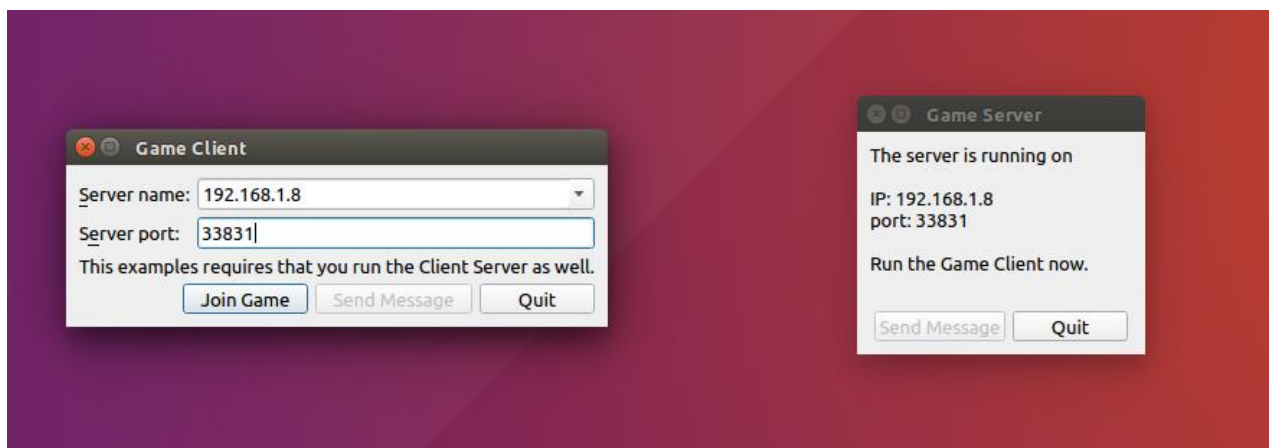 Game Client
Server name: 192.168.1.8
Server port: 33831
This examples requires that you run the Client Server as well.
Join Game Send Message Quit
Game Server
The server is running on
IP: 192.168.1.8
port: 33831
Run the Game Client now.
Send Message Quit